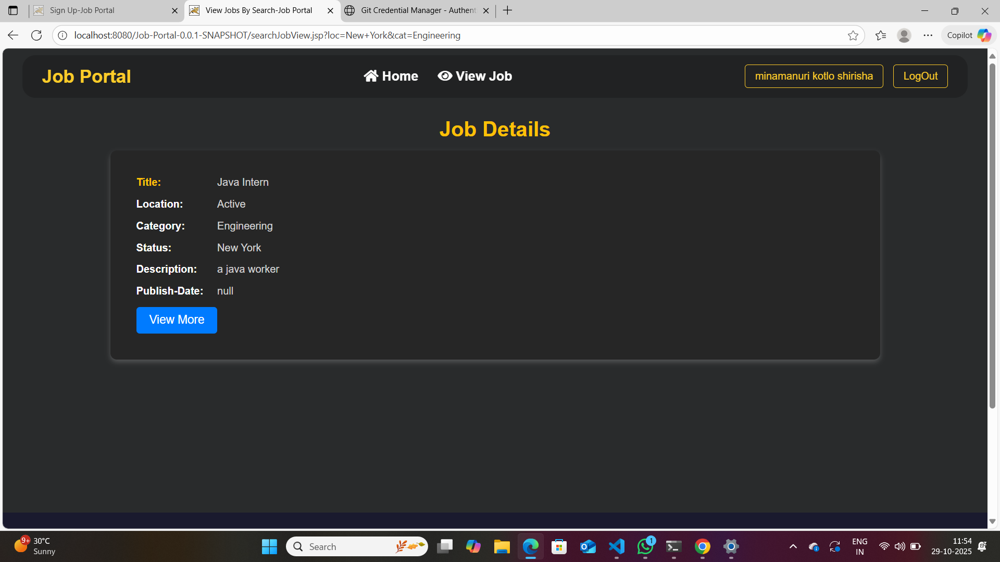 Sign Up-Job Portal
View Jobs By Search-Job Portal
Git Credential Manager - Authent
localhost:8080/Job-Portal-0.0.1-SNAPSHOT/searchJobView.jsp?loc=New+York&cat=Engineering
Copilot
Job Portal
Home
View Job
minamanuri kotlo shirisha
LogOut
Job Details
Title: Java Intern
Location: Active
Category: Engineering
Status: New York
Description: a java worker
Publish-Date: null
View More
9+
30°C
Sunny
Search
1
ENG
IN
11:54
29-10-2025